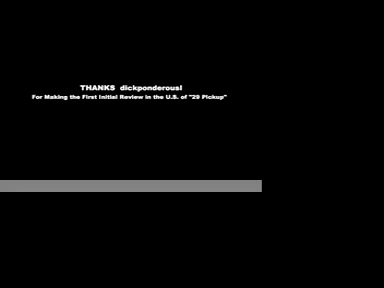 THANKS dickponderous!
For Making the First Initial Review in the U.S. of "29 Pickup"